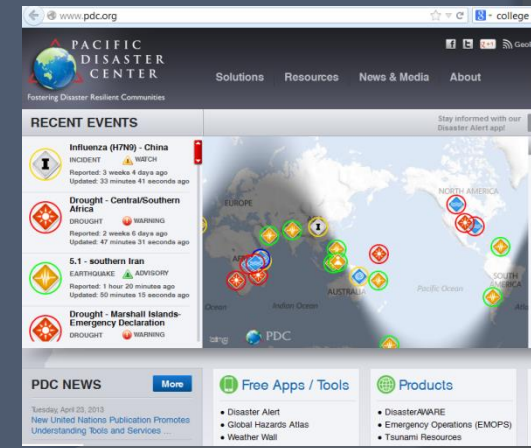 www.pdc.org
college
PACIFIC
DISASTER
CENTER
Fostering Disaster Resilient Communities
Solutions Resources News & Media About
RECENT EVENTS
Stay informed with our
Disaster Alert app!
Influenza (H7N9) - China
INCIDENT WATCH
Reported: 3 weeks 4 days ago
Updated: 33 minutes 41 seconds ago
Drought - Central/Southern
Africa
DROUGHT WARNING
Reported: 2 weeks 6 days ago
Updated: 47 minutes 31 seconds ago
5.1 - southern Iran
EARTHQUAKE ADVISORY
Reported: 1 hour 20 minutes ago
Updated: 50 minutes 15 seconds ago
Drought - Marshall Islands-
Emergency Declaration
DROUGHT WARNING
EUROPE
NORTH AMERICA
AUSTRALIA
SOUTH
AMERICA
Indian Ocean
Pacific Ocean
Ocean
bing
PDC
PDC NEWS
More
Tuesday, April 23, 2013
New United Nations Publication Promotes
Understanding Tools and Services ...
Free Apps / Tools
• Disaster Alert
• Global Hazards Atlas
• Weather Wall
Products
• DisasterAWARE
• Emergency Operations (EMOPS)
• Tsunami Resources